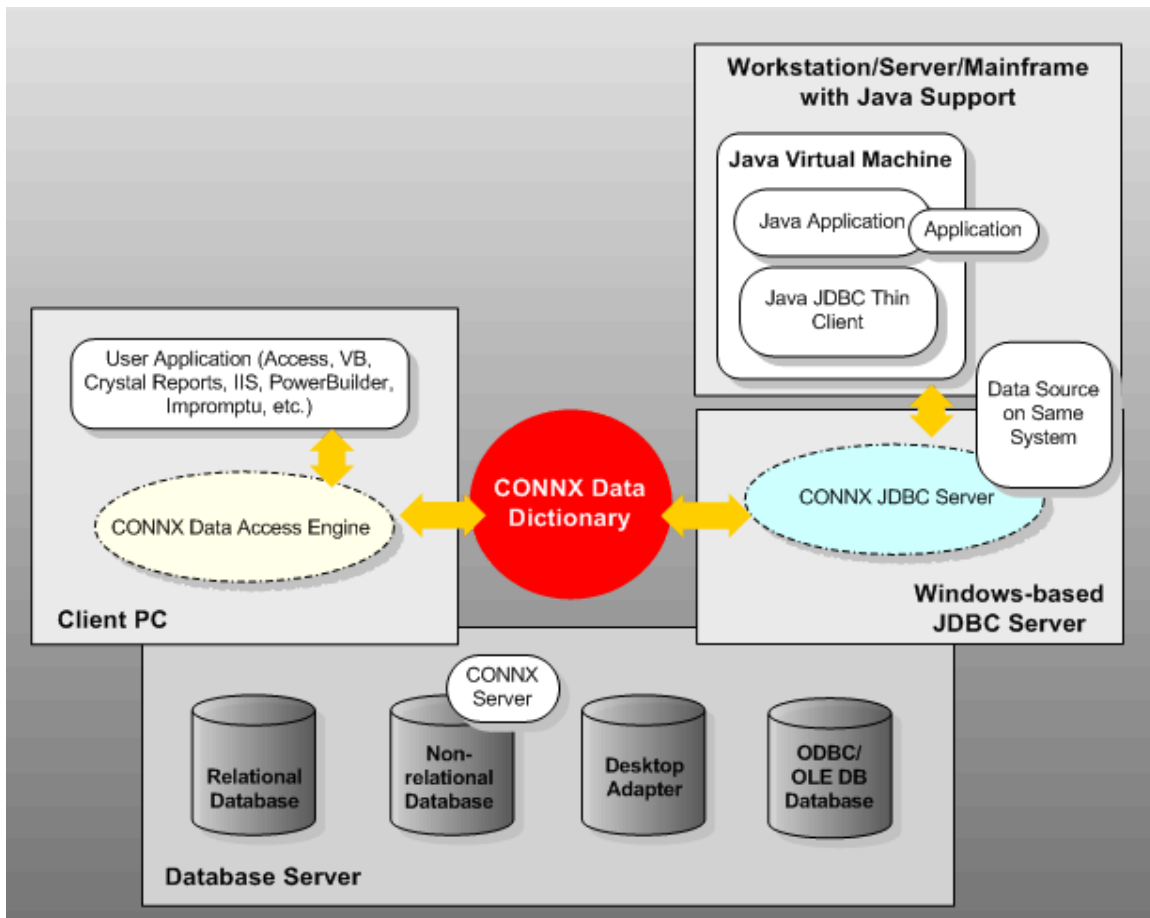 Workstation/Server/Mainframe
with Java Support
Java Virtual Machine
Java Application
Application
Java JDBC Thin
Client
User Application (Access, VB,
Crystal Reports, IIS, PowerBuilder,
Impromptu, etc.)
Data Source
on Same
System
CONNX Data
Dictionary
CONNX Data Access Engine
CONNX JDBC Server
Client PC
Windows-based
JDBC Server
CONNX
Server
Relational
Database
Non-
relational
Database
Desktop
Adapter
ODBC/
OLE DB
Database
Database Server